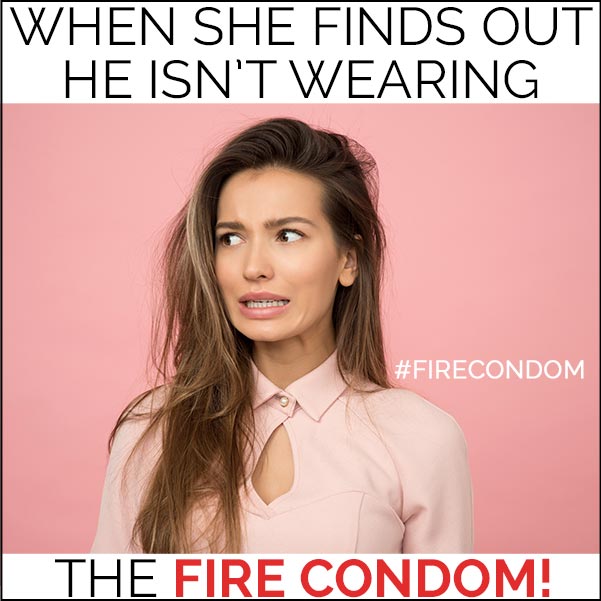 WHEN SHE FINDS OUT
HE ISN'T WEARING
#FIRECONDOM
THE FIRE CONDOM!